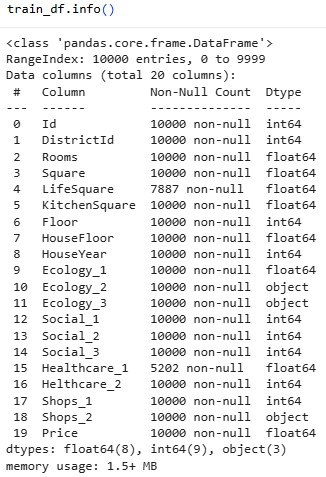 train_df.info()
<class 'pandas.core.frame.DataFrame'>
RangeIndex: 10000 entries, 0 to 9999
Data columns (total 20 columns):
 #   Column         Non-Null Count  Dtype
---  ------         --------------  -----
 0   Id             10000 non-null  int64
 1   DistrictId     10000 non-null  int64
 2   Rooms          10000 non-null  float64
 3   Square         10000 non-null  float64
 4   LifeSquare     7887 non-null   float64
 5   KitchenSquare  10000 non-null  float64
 6   Floor          10000 non-null  int64
 7   HouseFloor     10000 non-null  float64
 8   HouseYear      10000 non-null  int64
 9   Ecology_1      10000 non-null  float64
 10  Ecology_2      10000 non-null  object
 11  Ecology_3      10000 non-null  object
 12  Social_1       10000 non-null  int64
 13  Social_2       10000 non-null  int64
 14  Social_3       10000 non-null  int64
 15  Healthcare_1   5202 non-null   float64
 16  Helthcare_2    10000 non-null  int64
 17  Shops_1        10000 non-null  int64
 18  Shops_2        10000 non-null  object
 19  Price          10000 non-null  float64
dtypes: float64(8), int64(9), object(3)
memory usage: 1.5+ MB